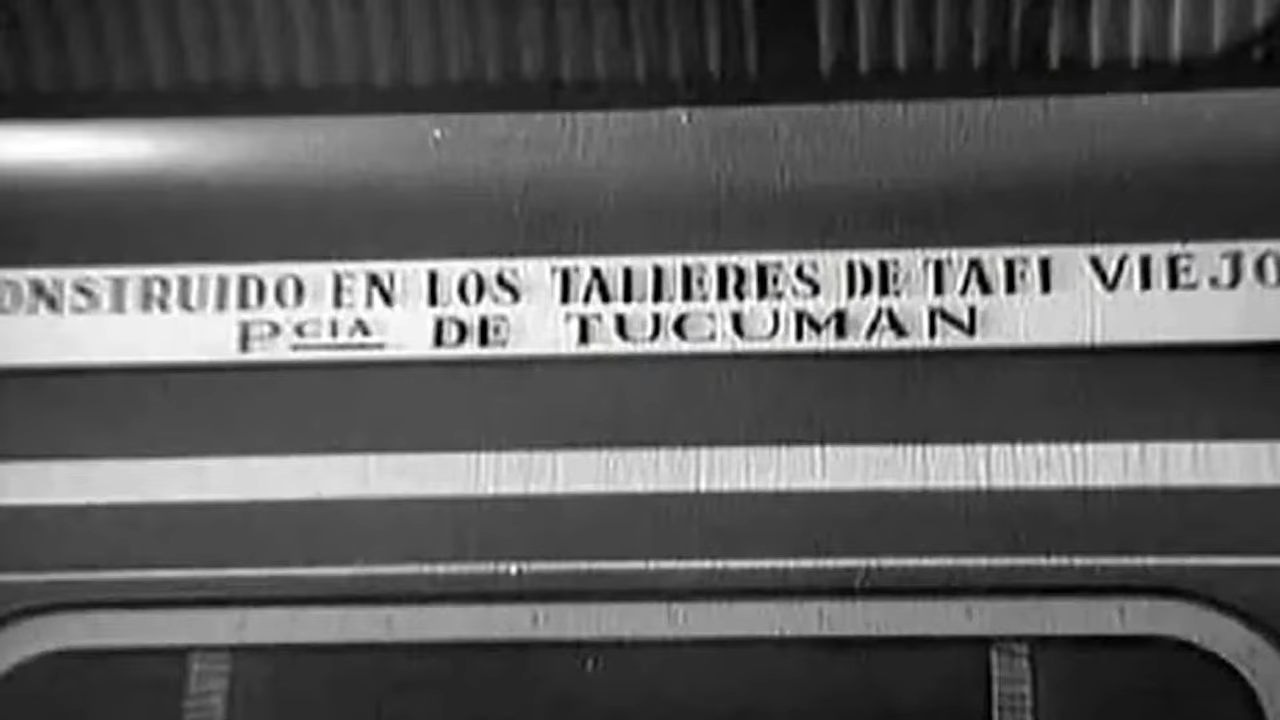 ONSTRUIDO EN LOS TALLERES DE TAFI VIEJO
Pcia DE TUCUMAN